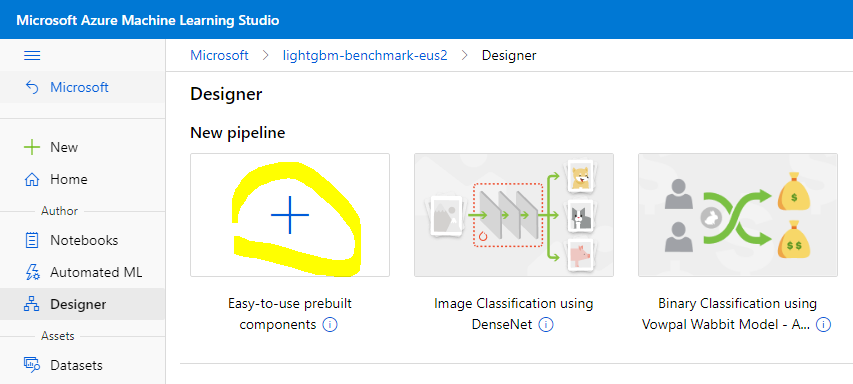 Microsoft Azure Machine Learning Studio
Microsoft > lightgbm-benchmark-eus2 > Designer
Microsoft
Designer
New pipeline
New
Home
Author
Notebooks
Automated ML
Designer
Assets
Datasets
$
$$
Easy-to-use prebuilt
components
Image Classification using
DenseNet
Binary Classification using
Vowpal Wabbit Model - A...